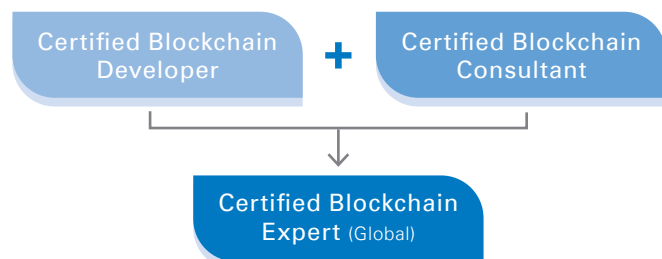 Certified Blockchain
Developer
+
Certified Blockchain
Consultant
Certified Blockchain
Expert (Global)